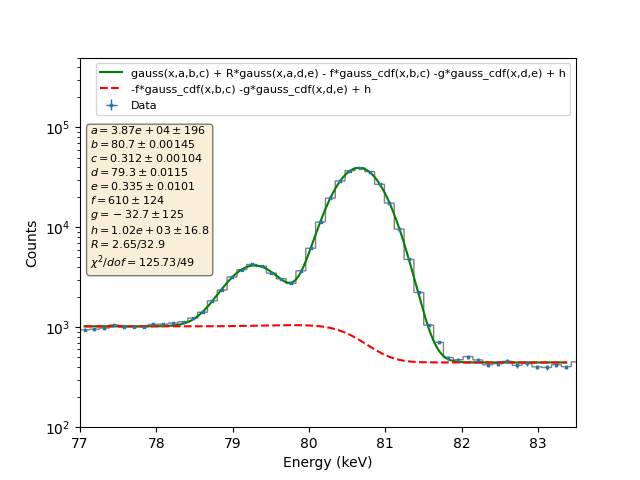 gauss(x,a,b,c) + R*gauss(x,a,d,e) - f*gauss_cdf(x,b,c) -g*gauss_cdf(x,d,e) + h
-f*gauss_cdf(x,b,c) -g*gauss_cdf(x,d,e) + h
Data
a = 3.87e + 04 ± 196
b = 80.7 ± 0.00145
c = 0.312 ± 0.00104
d = 79.3 ± 0.0115
e = 0.335 ± 0.0101
f = 610 ± 124
g = − 32.7 ± 125
h = 1.02e + 03 ± 16.8
R = 2.65/32.9
χ²/dof = 125.73/49
10⁵
10⁴
10³
10²
Counts
77 78 79 80 81 82 83
Energy (keV)